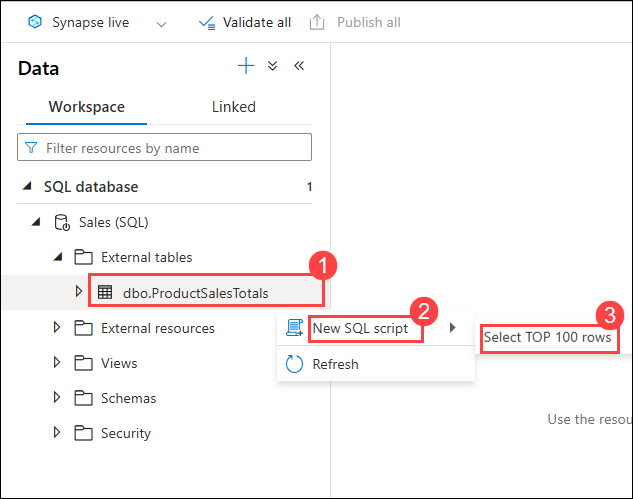 Synapse live Validate all Publish all
Data
Workspace Linked
Filter resources by name
SQL database 1
Sales (SQL)
External tables
1
dbo.ProductSalesTotals
2
3
External resources New SQL script Select TOP 100 rows
Views Refresh
Schemas
Use the resou
Security